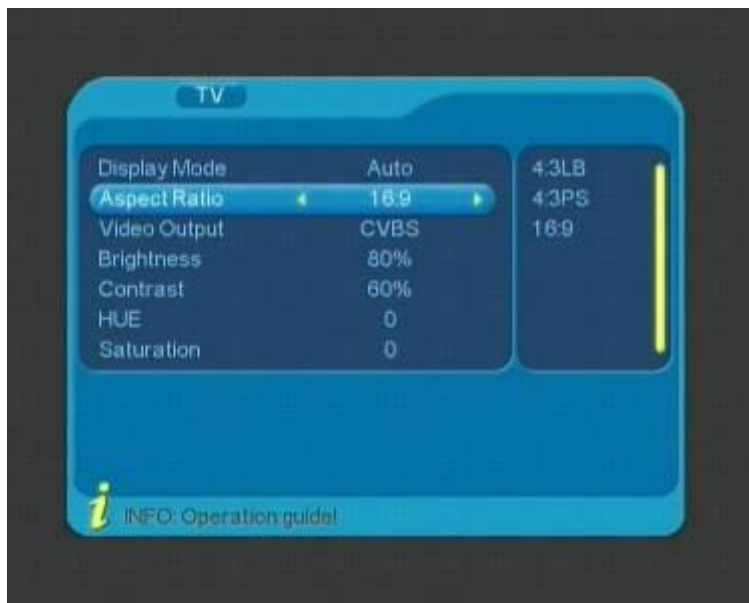 TV
Display Mode Auto
Aspect Ratio 16:9
Video Output CVBS
Brightness 80%
Contrast 60%
HUE 0
Saturation 0
4:3LB
4:3PS
16:9
INFO: Operation guide!